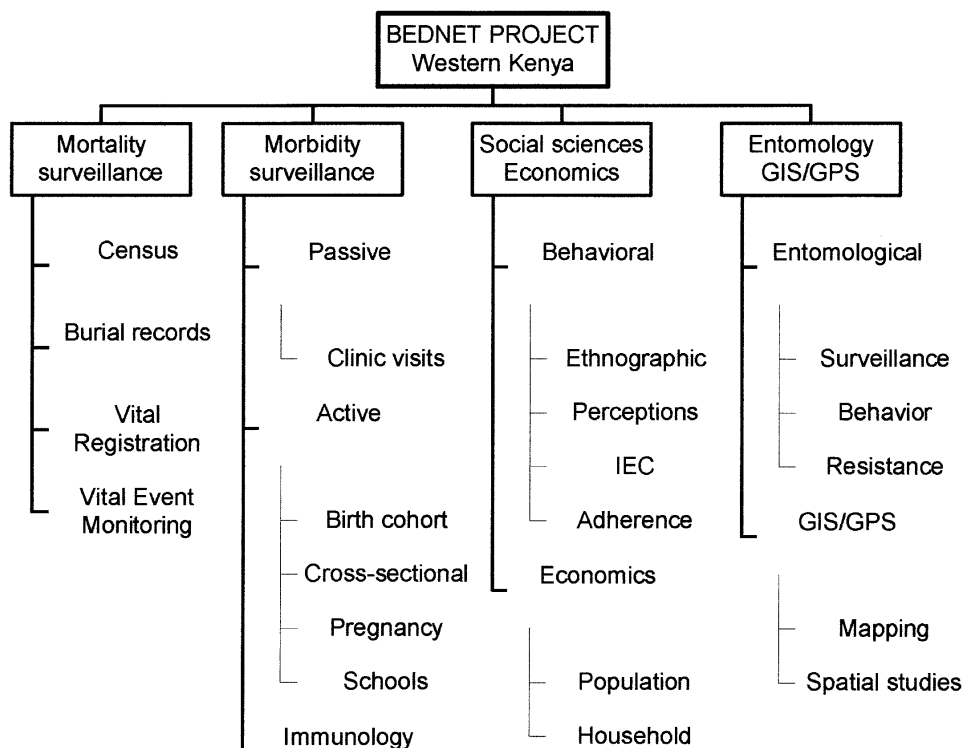 BEDNET PROJECT
Western Kenya
Mortality
surveillance
Census
Burial records
Vital
Registration
Vital Event
Monitoring
Morbidity
surveillance
Passive
Clinic visits
Active
Birth cohort
Cross-sectional
Pregnancy
Schools
Immunology
Social sciences
Economics
Behavioral
Ethnographic
Perceptions
IEC
Adherence
Economics
Population
Household
Entomology
GIS/GPS
Entomological
Surveillance
Behavior
Resistance
GIS/GPS
Mapping
Spatial studies